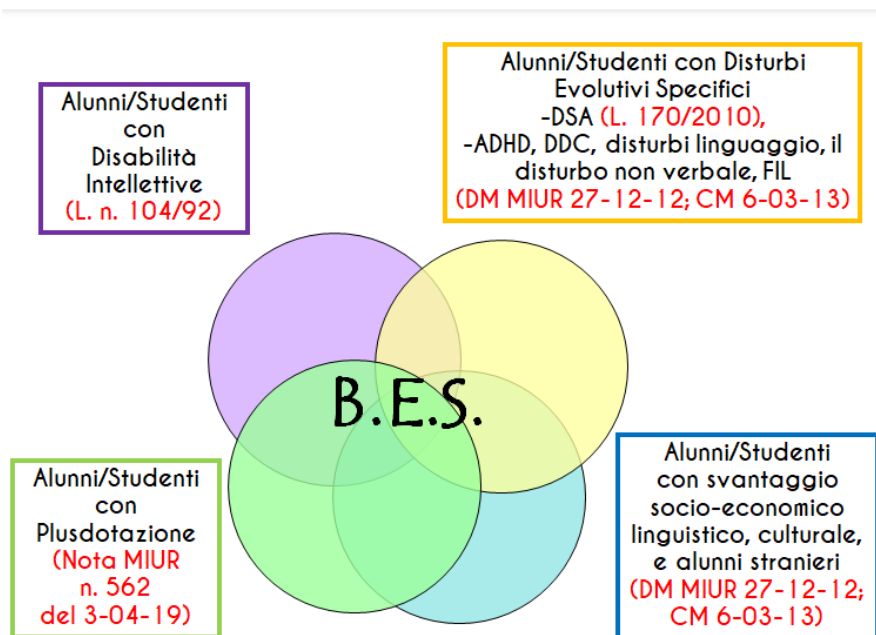 Alunni/Studenti
con
Disabilità
Intellettive
(L. n. 104/92)
Alunni/Studenti con Disturbi
Evolutivi Specifici
-DSA (L. 170/2010),
-ADHD, DDC, disturbi linguaggio, il
disturbo non verbale, FIL
(DM MIUR 27-12-12; CM 6-03-13)
B.E.S.
Alunni/Studenti
con
Plusdotazione
(Nota MIUR
n. 562
del 3-04-19)
Alunni/Studenti
con svantaggio
socio-economico
linguistico, culturale,
e alunni stranieri
(DM MIUR 27-12-12;
CM 6-03-13)